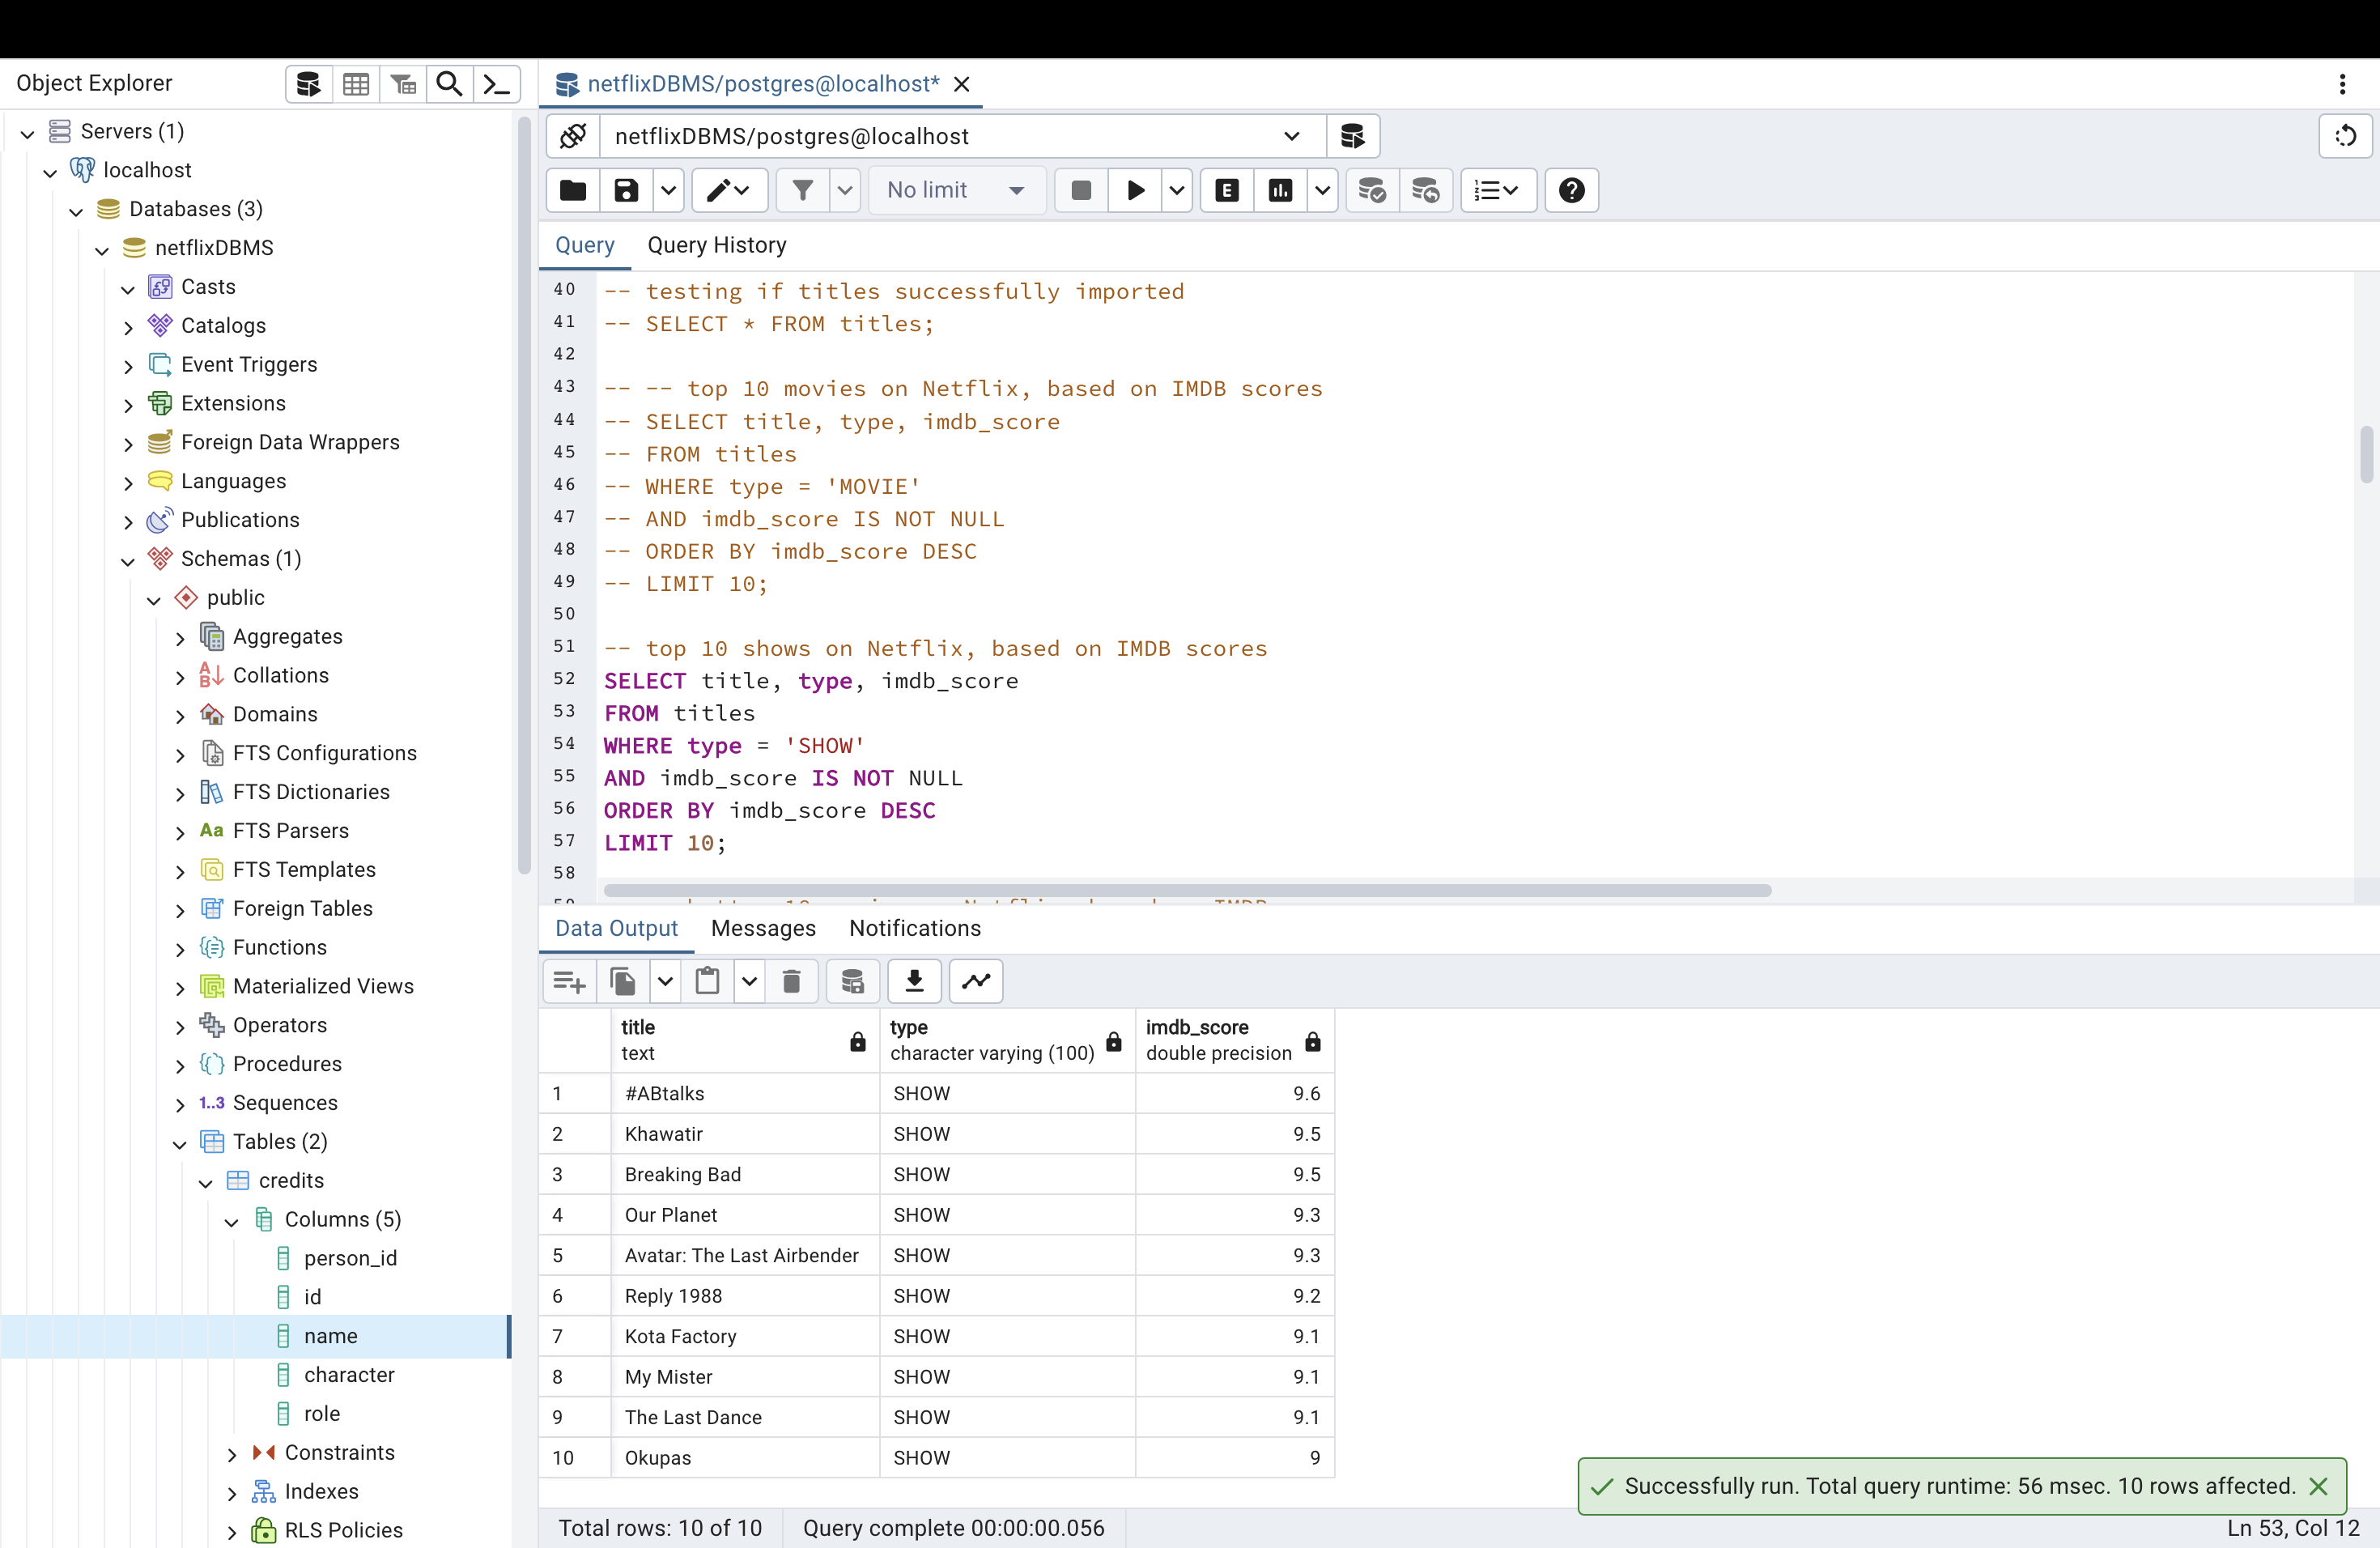 Object Explorer
Servers (1)
localhost
Databases (3)
netflixDBMS
Casts
Catalogs
Event Triggers
Extensions
Foreign Data Wrappers
Languages
Publications
Schemas (1)
public
Aggregates
Collations
Domains
FTS Configurations
FTS Dictionaries
Aa FTS Parsers
FTS Templates
Foreign Tables
Functions
Materialized Views
Operators
Procedures
1..3 Sequences
Tables (2)
credits
Columns (5)
person_id
id
name
character
role
Constraints
Indexes
RLS Policies
netflixDBMS/postgres@localhost*
netflixDBMS/postgres@localhost
No limit
E
Query Query History
40 -- testing if titles successfully imported
41 -- SELECT * FROM titles;
42
43 -- -- top 10 movies on Netflix, based on IMDB scores
44 -- SELECT title, type, imdb_score
45 -- FROM titles
46 -- WHERE type = 'MOVIE'
47 -- AND imdb_score IS NOT NULL
48 -- ORDER BY imdb_score DESC
49 -- LIMIT 10;
50
51 -- top 10 shows on Netflix, based on IMDB scores
52 SELECT title, type, imdb_score
53 FROM titles
54 WHERE type = 'SHOW'
55 AND imdb_score IS NOT NULL
56 ORDER BY imdb_score DESC
57 LIMIT 10;
58
Data Output Messages Notifications
title type imdb_score
text character varying (100) double precision
1 #ABtalks SHOW 9.6
2 Khawatir SHOW 9.5
3 Breaking Bad SHOW 9.5
4 Our Planet SHOW 9.3
5 Avatar: The Last Airbender SHOW 9.3
6 Reply 1988 SHOW 9.2
7 Kota Factory SHOW 9.1
8 My Mister SHOW 9.1
9 The Last Dance SHOW 9.1
10 Okupas SHOW 9
Successfully run. Total query runtime: 56 msec. 10 rows affected.
Total rows: 10 of 10 Query complete 00:00:00.056 Ln 53, Col 12